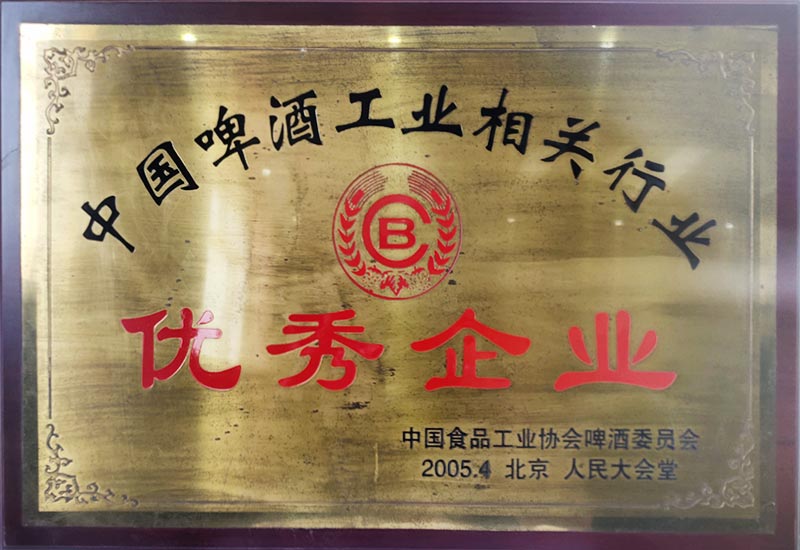 中国啤酒工业相关行业
CB
优秀企业
中国食品工业协会啤酒委员会
2005.4 北京 人民大会堂